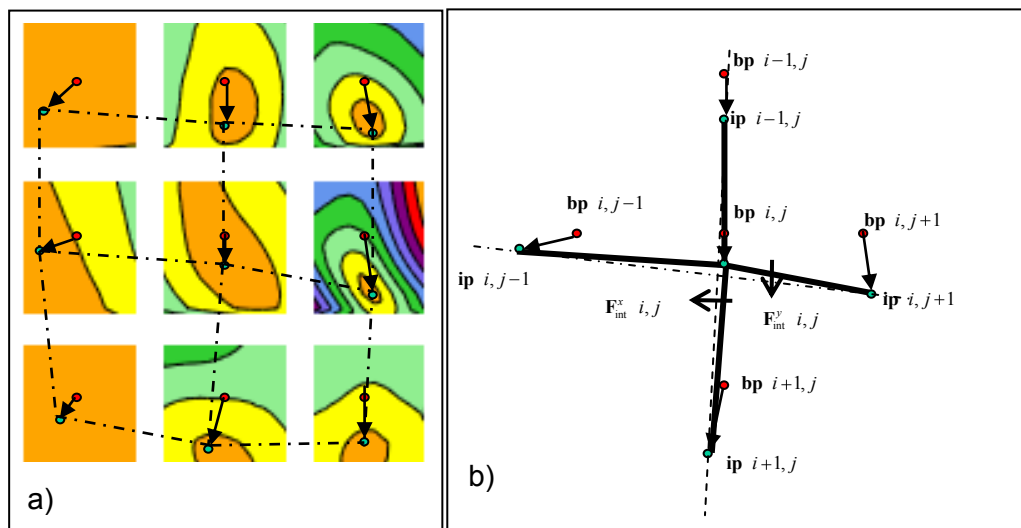 a)
bp i−1, j
ip i−1, j
bp i, j−1
bp i, j
bp i, j+1
ip i, j−1
ip i, j+1
F^x_int i, j
F^y_int i, j
bp i+1, j
ip i+1, j
b)